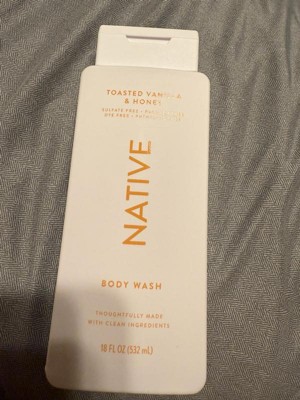 TOASTED VANILLA
& HONEY
SULFATE FREE •
DYE FREE •
NATIVE
BODY WASH
THOUGHTFULLY MADE
WITH CLEAN INGREDIENTS
18 FL OZ (532 mL)